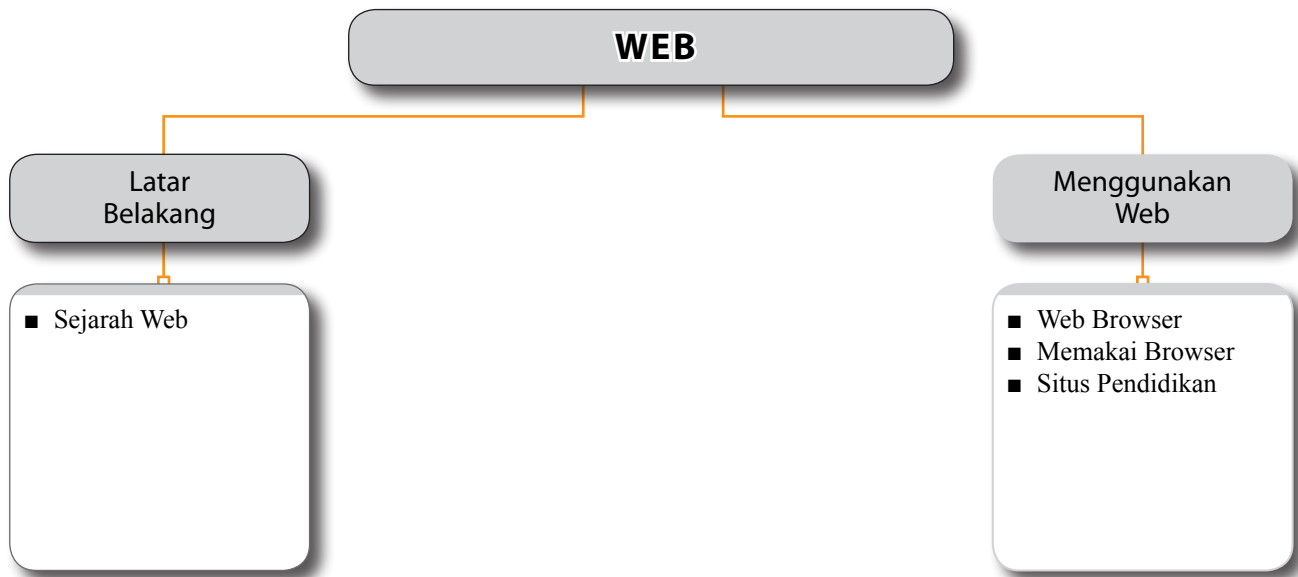 WEB
Latar
Belakang
■ Sejarah Web
Menggunakan
Web
■ Web Browser
■ Memakai Browser
■ Situs Pendidikan